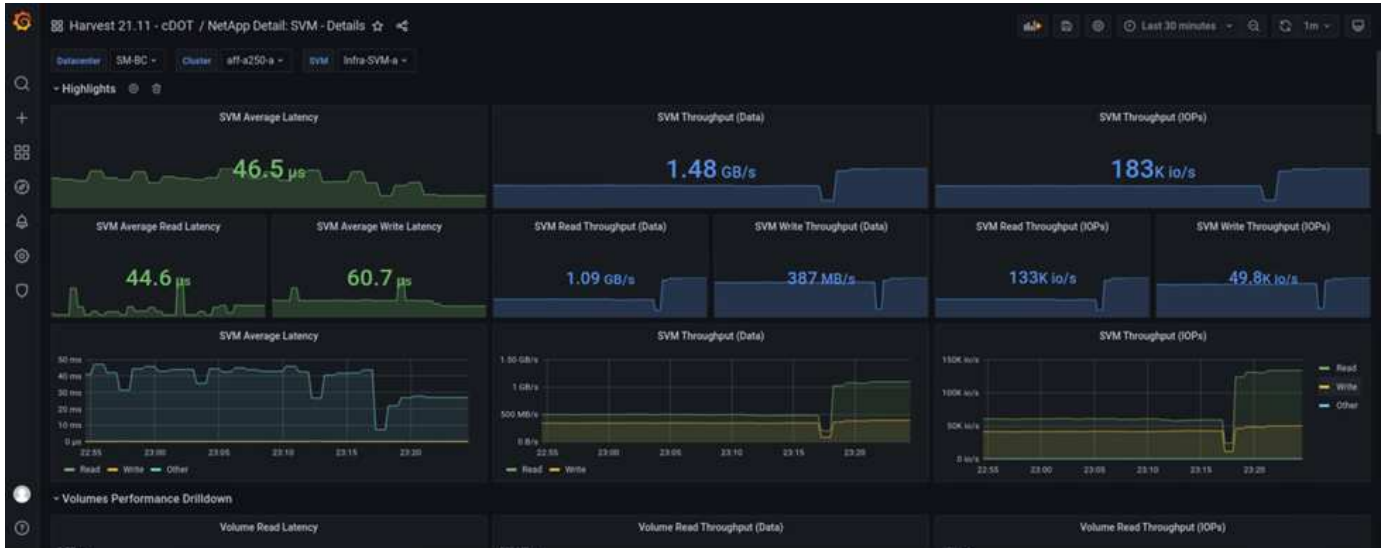 Harvest 21.11 - cDOT / NetApp Detail: SVM - Details
Last 30 minutes 1m
Datacenter SM-BC Cluster aff-a250-a SVM Infra-SVM-a
Highlights
SVM Average Latency SVM Throughput (Data) SVM Throughput (IOPs)
46.5 µs 1.48 GB/s 183K io/s
SVM Average Read Latency SVM Average Write Latency SVM Read Throughput (Data) SVM Write Throughput (Data) SVM Read Throughput (IOPs) SVM Write Throughput (IOPs)
44.6 µs 60.7 µs 1.09 GB/s 387 MB/s 133K io/s 49.8K io/s
SVM Average Latency
50 ms
40 ms
30 ms
20 ms
10 ms
0 µs
22:55 23:00 23:05 23:10 23:15 23:20
Read Write Other
SVM Throughput (Data)
1.50 GB/s
1 GB/s
500 MB/s
0 B/s
22:55 23:00 23:05 23:10 23:15 23:20
Read Write
SVM Throughput (IOPs)
150K io/s
100K io/s
50K io/s
0 io/s
22:55 23:00 23:05 23:10 23:15 23:20
Read
Write
Other
Volumes Performance Drilldown
Volume Read Latency Volume Read Throughput (Data) Volume Read Throughput (IOPs)